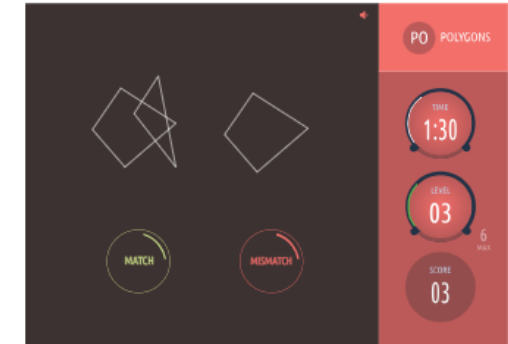 PO POLYGONS
TIME
1:30
LEVEL
03
6
MAX
SCORE
03
MATCH
MISMATCH